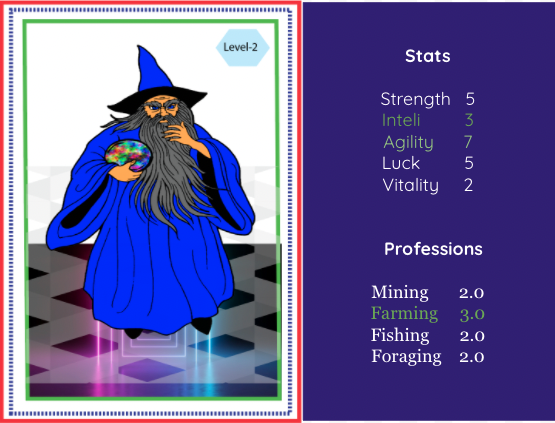 Level-2
Stats
Strength 5
Inteli 3
Agility 7
Luck 5
Vitality 2
Professions
Mining 2.0
Farming 3.0
Fishing 2.0
Foraging 2.0